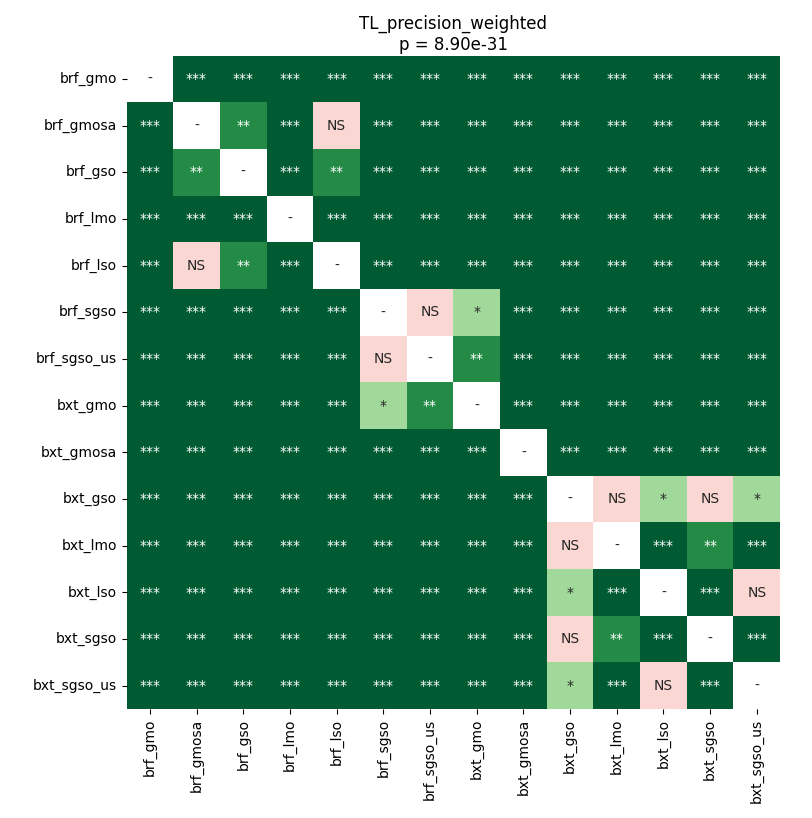 TL_precision_weighted
p = 8.90e-31
brf_gmo - *** *** *** *** *** *** *** *** *** *** *** *** ***
brf_gmosa *** - ** *** NS *** *** *** *** *** *** *** *** ***
brf_gso *** ** - *** ** *** *** *** *** *** *** *** *** ***
brf_lmo *** *** *** - *** *** *** *** *** *** *** *** *** ***
brf_lso *** NS ** *** - *** *** *** *** *** *** *** *** ***
brf_sgso *** *** *** *** *** - NS * *** *** *** *** *** ***
brf_sgso_us *** *** *** *** *** NS - ** *** *** *** *** *** ***
bxt_gmo *** *** *** *** *** * ** - *** *** *** *** *** ***
bxt_gmosa *** *** *** *** *** *** *** *** - *** *** *** *** ***
bxt_gso *** *** *** *** *** *** *** *** *** - NS * NS *
bxt_lmo *** *** *** *** *** *** *** *** *** NS - *** ** ***
bxt_lso *** *** *** *** *** *** *** *** *** * *** - *** NS
bxt_sgso *** *** *** *** *** *** *** *** *** NS ** *** - ***
bxt_sgso_us *** *** *** *** *** *** *** *** *** * *** NS *** -
brf_gmo brf_gmosa brf_gso brf_lmo brf_lso brf_sgso brf_sgso_us bxt_gmo bxt_gmosa bxt_gso bxt_lmo bxt_lso bxt_sgso bxt_sgso_us